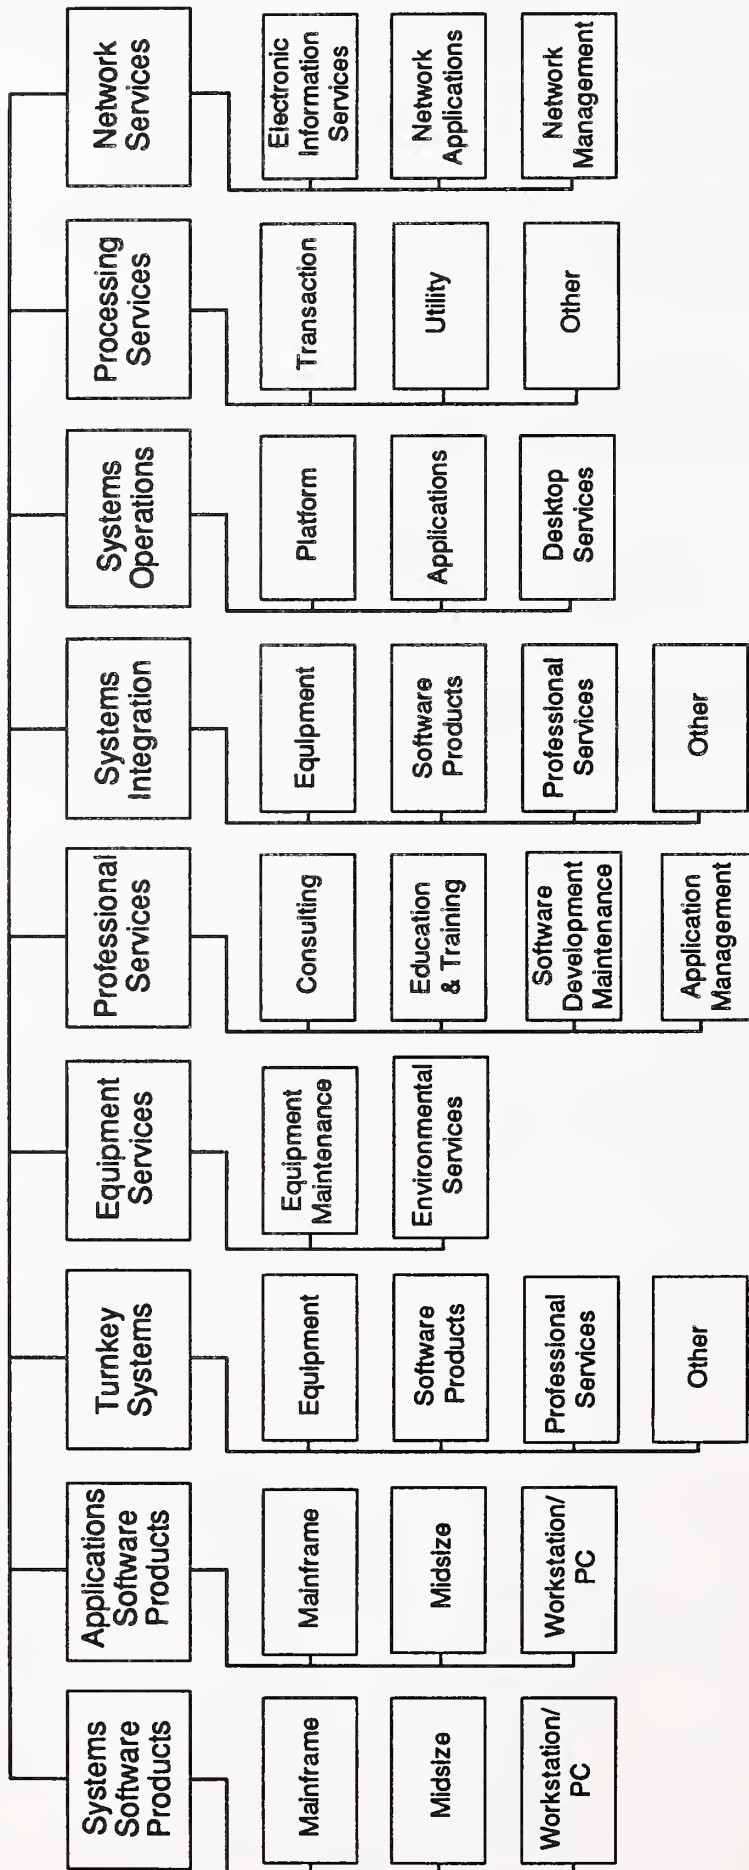 Systems
Software
Products
Mainframe
Midsize
Workstation/
PC
Applications
Software
Products
Mainframe
Midsize
Workstation/
PC
Turnkey
Systems
Equipment
Software
Products
Professional
Services
Other
Equipment
Services
Equipment
Maintenance
Environmental
Services
Professional
Services
Consulting
Education
& Training
Software
Development
Maintenance
Application
Management
Systems
Integration
Equipment
Software
Products
Professional
Services
Other
Systems
Operations
Platform
Applications
Desktop
Services
Processing
Services
Transaction
Utility
Other
Network
Services
Electronic
Information
Services
Network
Applications
Network
Management